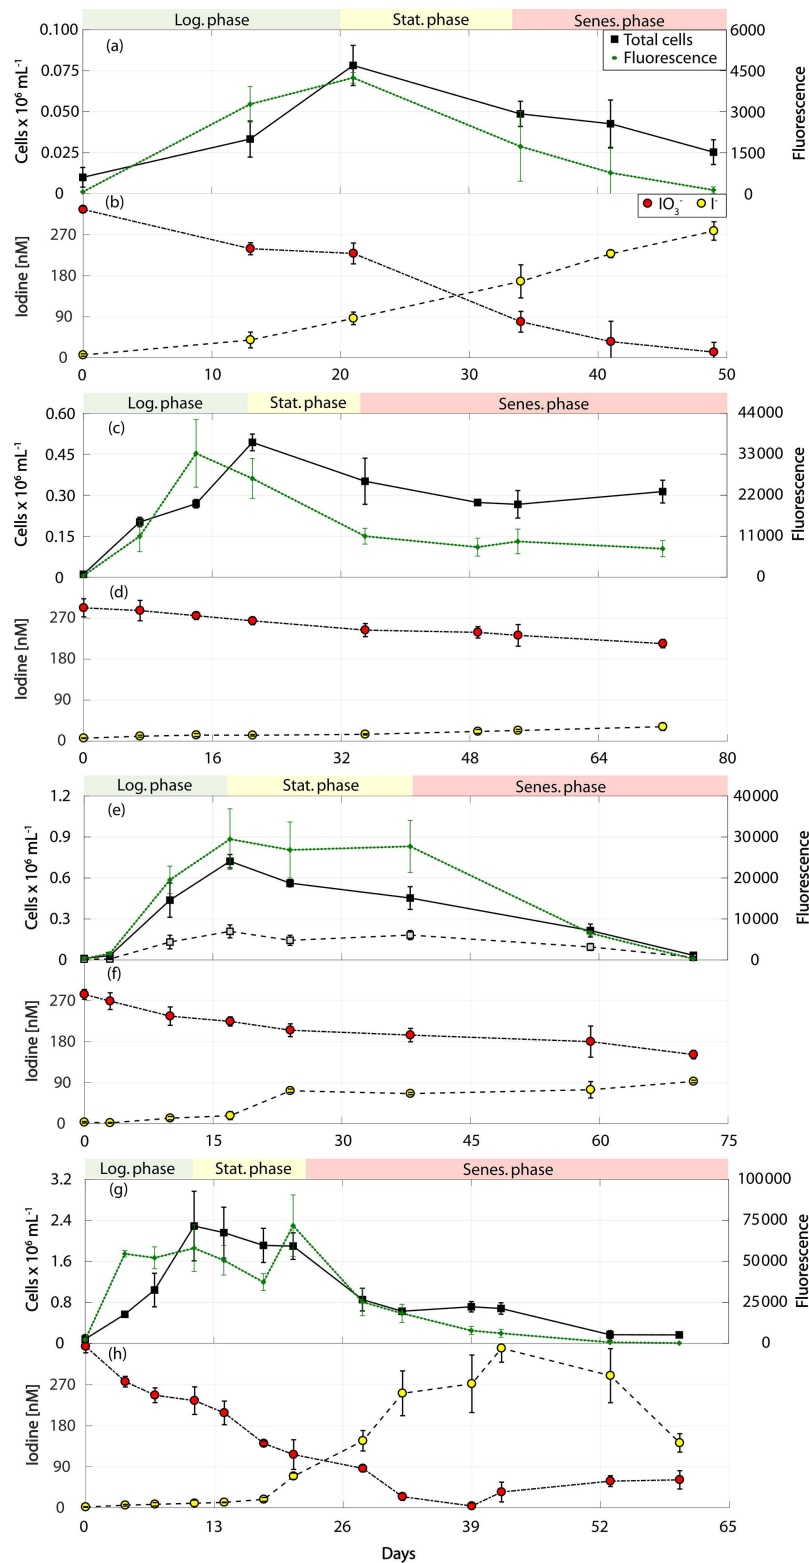 Log. phase Stat. phase Senes. phase
0.100 (a) 6000
Total cells
Fluorescence
0.075 4500
0.050 3000
0.025 1500
0 0
Cells x 10⁶ mL⁻¹
Fluorescence
(b)
IO₃⁻ I⁻
270
180
90
0
Iodine [nM]
0 10 20 30 40 50
Log. phase Stat. phase Senes. phase
0.60 (c) 44000
0.45 33000
0.30 22000
0.15 11000
0 0
Cells x 10⁶ mL⁻¹
Fluorescence
(d)
270
180
90
0
Iodine [nM]
0 16 32 48 64 80
Log. phase Stat. phase Senes. phase
1.2 (e) 40000
0.9 30000
0.6 20000
0.3 10000
0 0
Cells x 10⁶ mL⁻¹
Fluorescence
(f)
270
180
90
0
Iodine [nM]
0 15 30 45 60 75
Log. phase Stat. phase Senes. phase
3.2 (g) 100000
2.4 75000
1.6 50000
0.8 25000
0 0
Cells x 10⁶ mL⁻¹
Fluorescence
(h)
270
180
90
0
Iodine [nM]
0 13 26 39 52 65
Days